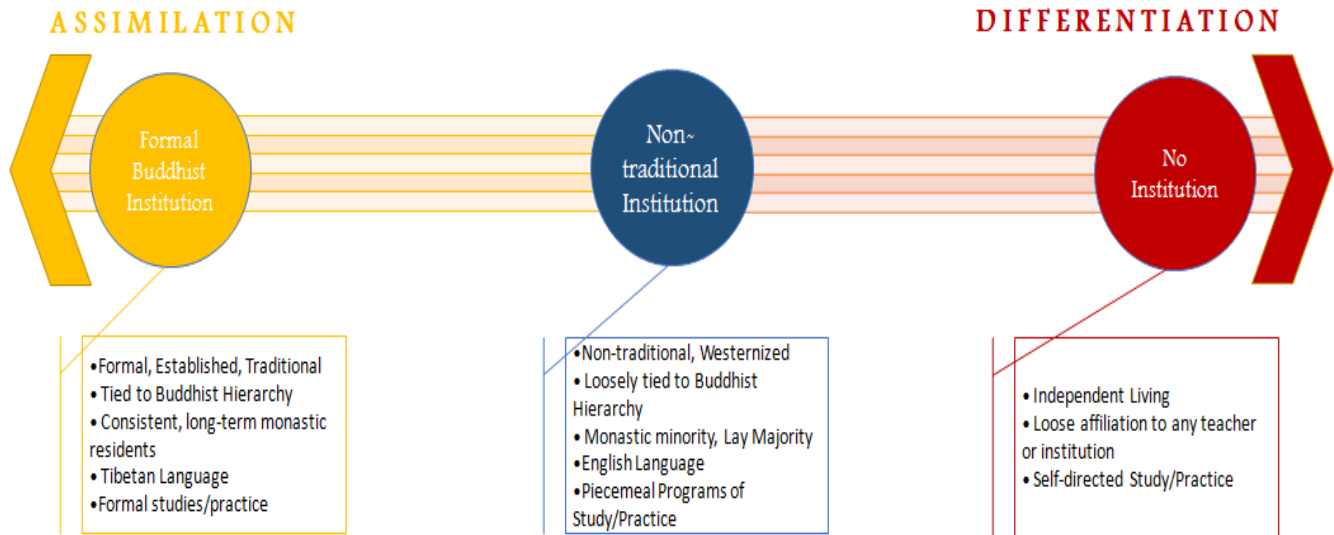 ASSIMILATION
DIFFERENTIATION
Formal
Buddhist
Institution
Non~
traditional
Institution
No
Institution
•Formal, Established, Traditional
• Tied to Buddhist Hierarchy
• Consistent, long-term monastic
residents
• Tibetan Language
•Formal studies/practice
•Non-traditional, Westernized
• Loosely tied to Buddhist
Hierarchy
•Monastic minority, Lay Majority
•English Language
•Piecemeal Programs of
Study/Practice
• Independent Living
• Loose affiliation to any teacher
or institution
• Self-directed Study/Practice